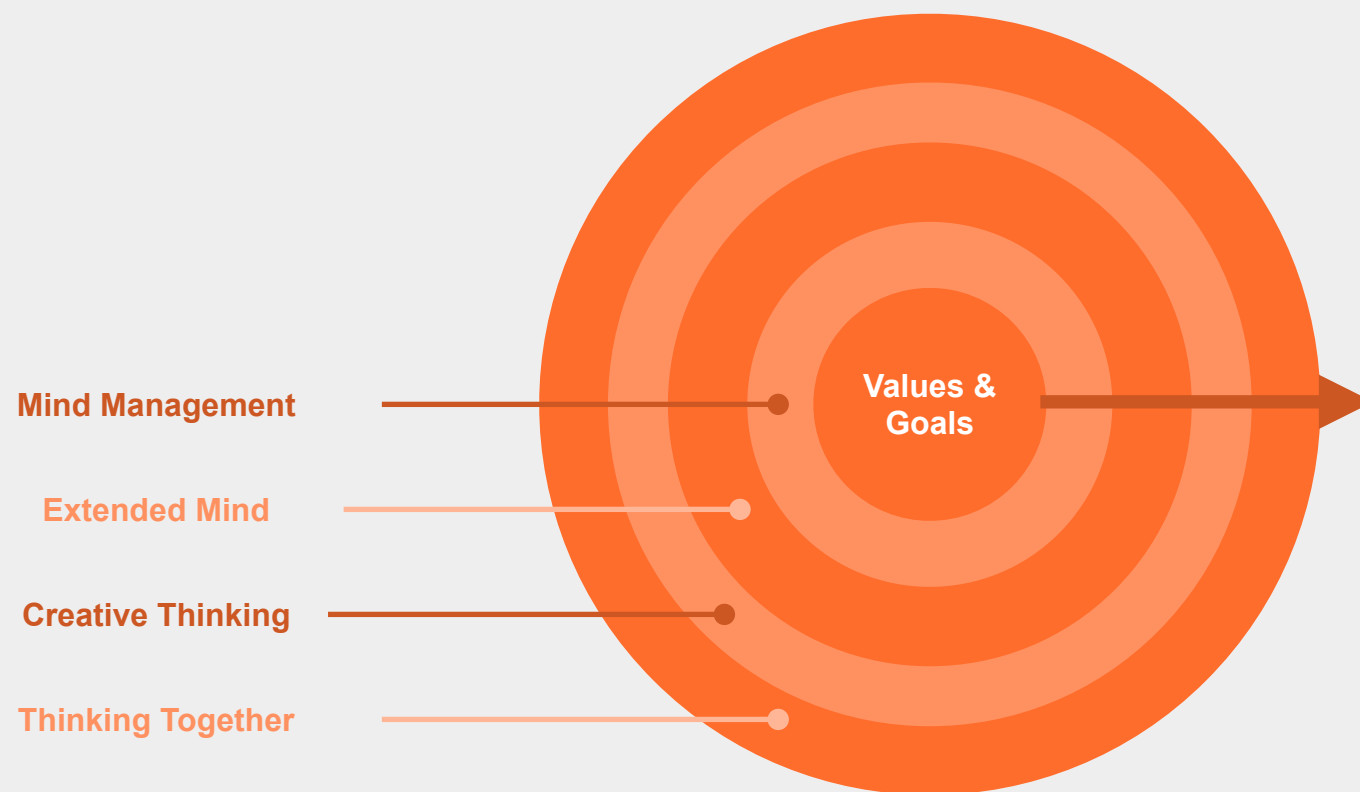 Values &
Goals
Mind Management
Extended Mind
Creative Thinking
Thinking Together